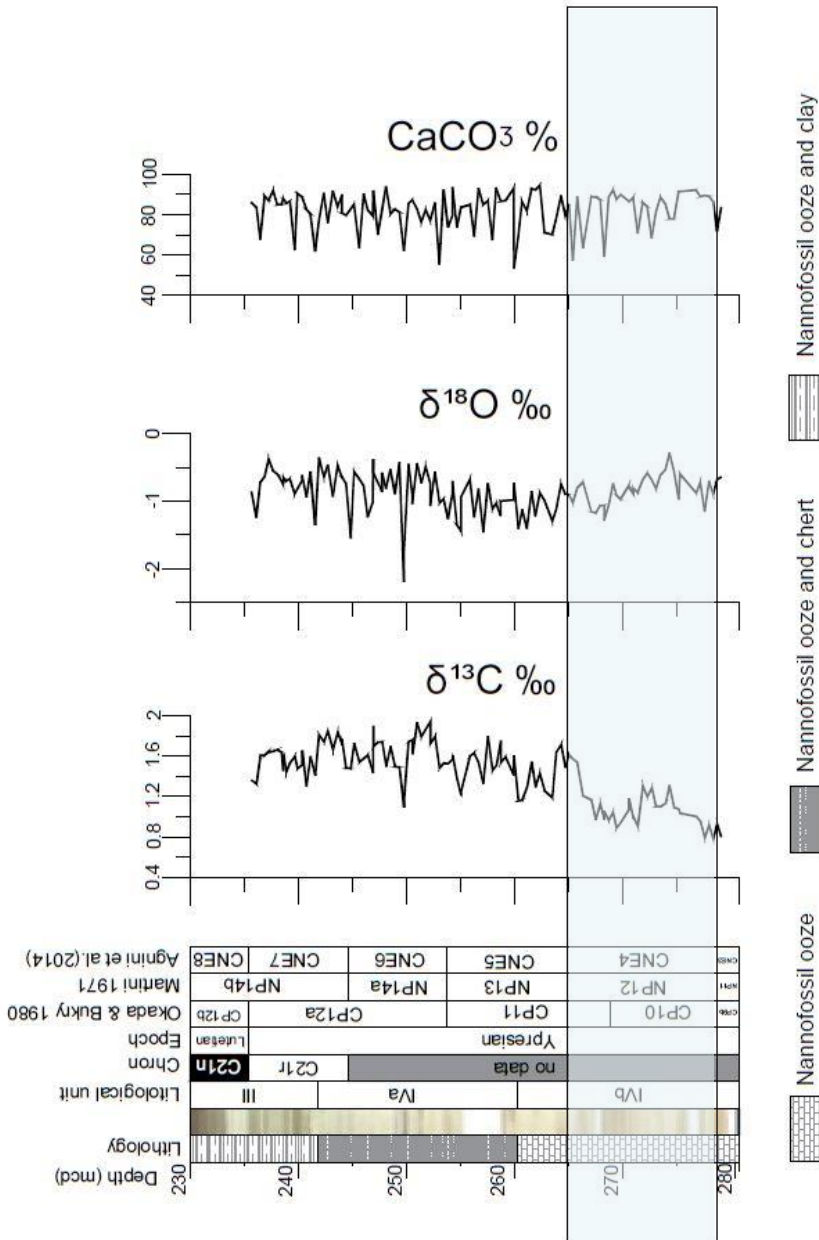 CaCO3 %
100
80
60
40
δ¹⁸O ‰
0
-1
-2
δ¹³C ‰
2
1.6
1.2
0.8
0.4
Agnini et al.(2014)
CNE8
CNE7
CNE6
CNE5
CNE4
CNE3
Martini 1971
NP14b
NP14a
NP13
NP12
NP11
Okada & Bukry 1980
CP12b
CP12a
CP11
CP10
CP9b
Epoch
Lutetian
Ypresian
Chron
C21n
C21r
no data
Litological unit
III
IVa
IVb
Lithology
Depth (mcd)
230
240
250
260
270
280
Nannofossil ooze
Nannofossil ooze and chert
Nannofossil ooze and clay